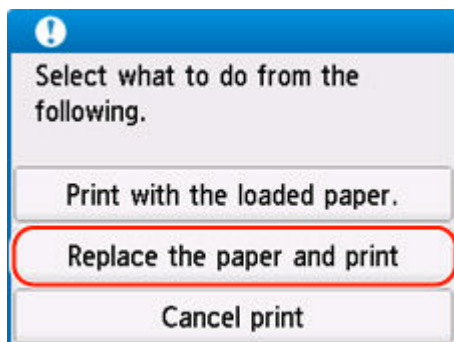 Select what to do from the
following.
Print with the loaded paper.
Replace the paper and print
Cancel print